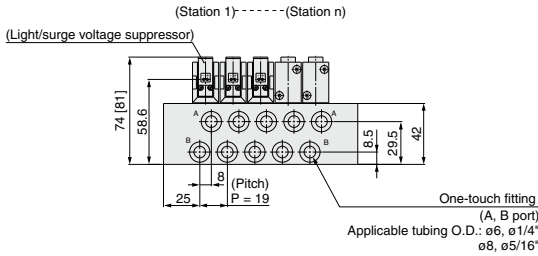 (Station 1)------(Station n)
(Light/surge voltage suppressor)
74 [81]
58.6
A
A
B
B
8.5
29.5
42
8
(Pitch)
25
P = 19
One-touch fitting
(A, B port)
Applicable tubing O.D.: ø6, ø1/4"
ø8, ø5/16"